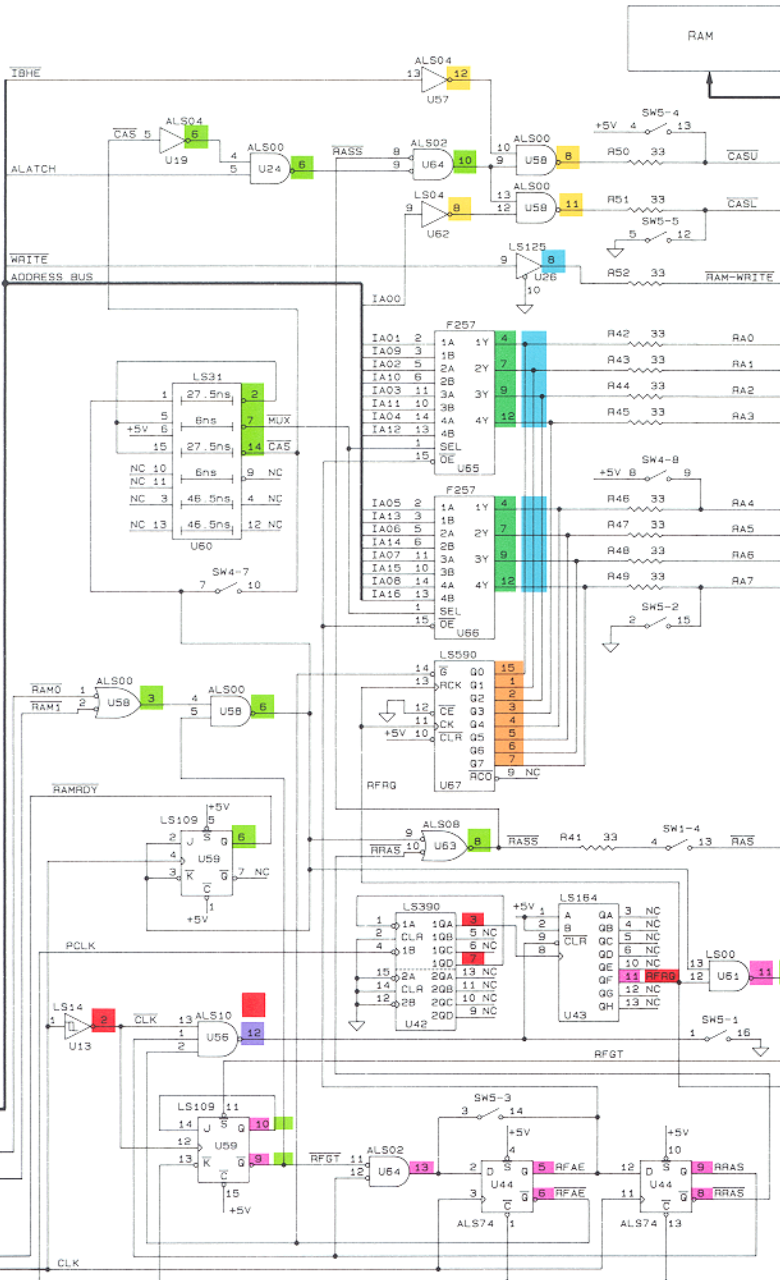 RAM
ALS04
IBHE 13 12
U57
ALS04
CAS 5 6
U19
ALS00
4 6
ALATCH 5
U24
RASS 8 ALS02
9 U64 10
ALS00
10 9 U58 8
ALS00
13 12 U58 11
LS04
9 8
U62
SW5-4
+5V 4 13
R50 33 CASU
R51 33 CASL
SW5-5
5 12
WRITE 9 LS125 8
U26
10
R52 33 RAM-WRITE
ADDRESS BUS
IA00
F257
IA01 2 1A 1Y 4 R42 33 RA0
IA09 3 1B
IA02 5 2A 2Y 7 R43 33 RA1
IA10 6 2B
IA03 11 3A 3Y 9 R44 33 RA2
IA11 10 3B
IA04 14 4A 4Y 12 R45 33 RA3
IA12 13 4B
1 SEL
15 OE U65
LS31
1 27.5ns 2
5 6ns 7 MUX
+5V 6
15 27.5ns 14 CAS
NC 10 6ns 9 NC
NC 11
NC 3 46.5ns 4 NC
NC 13 46.5ns 12 NC
U60
SW4-7
7 10
SW4-8
+5V 8 9
F257
IA05 2 1A 1Y 4 R46 33 RA4
IA13 3 1B
IA06 5 2A 2Y 7 R47 33 RA5
IA14 6 2B
IA07 11 3A 3Y 9 R48 33 RA6
IA15 10 3B
IA08 14 4A 4Y 12 R49 33 RA7
IA16 13 4B
1 SEL
15 OE U66
SW5-2
2 15
LS590
14 G Q0 15
13 RCK Q1 1
Q2 2
12 CE Q3 3
11 CK Q4 4
+5V 10 CLR Q5 5
Q6 6
Q7 7
RCO 9 NC
U67
RFRQ
RAM0 1 ALS00
RAM1 2 U58 3
ALS00
4 5 U58 6
RAMRDY
+5V
LS109 5
2 J S Q 6
4 U59
3 K Q 7 NC
C
1
+5V
ALS08
9
RRAS 10 U63 8 RASS R41 33 SW1-4 4 13 RAS
PCLK
LS390
1 1A 1QA 3
2 CLR 1QB 5 NC
4 1B 1QC 6 NC
1QD 7
15 2A 2QA 13 NC
14 CLR 2QB 11 NC
12 2B 2QC 10 NC
2QD 9 NC
U42
LS164
+5V 1 A QA 3 NC
2 B QB 4 NC
9 CLR QC 5 NC
8 QD 6 NC
QE 10 NC
QF 11 RFRQ
QG 12 NC
QH 13 NC
U43
LS00
13 12 U61 11
LS14
1 2
U13
CLK 13 ALS10
1 U56 12
2
SW5-1
1 16
RFGT
LS109 11
14 J S Q 10
12 U59
13 K Q 9
C
15
+5V
RFGT 11 ALS02
12 U64 13
SW5-3
3 14
+5V
4
2 D S Q 5 RFAE
3 U44
Q 6 RFAE
C
ALS74 1
+5V
10
12 D S Q 9 RRAS
11 U44
Q 8 RRAS
C
ALS74 13
CLK